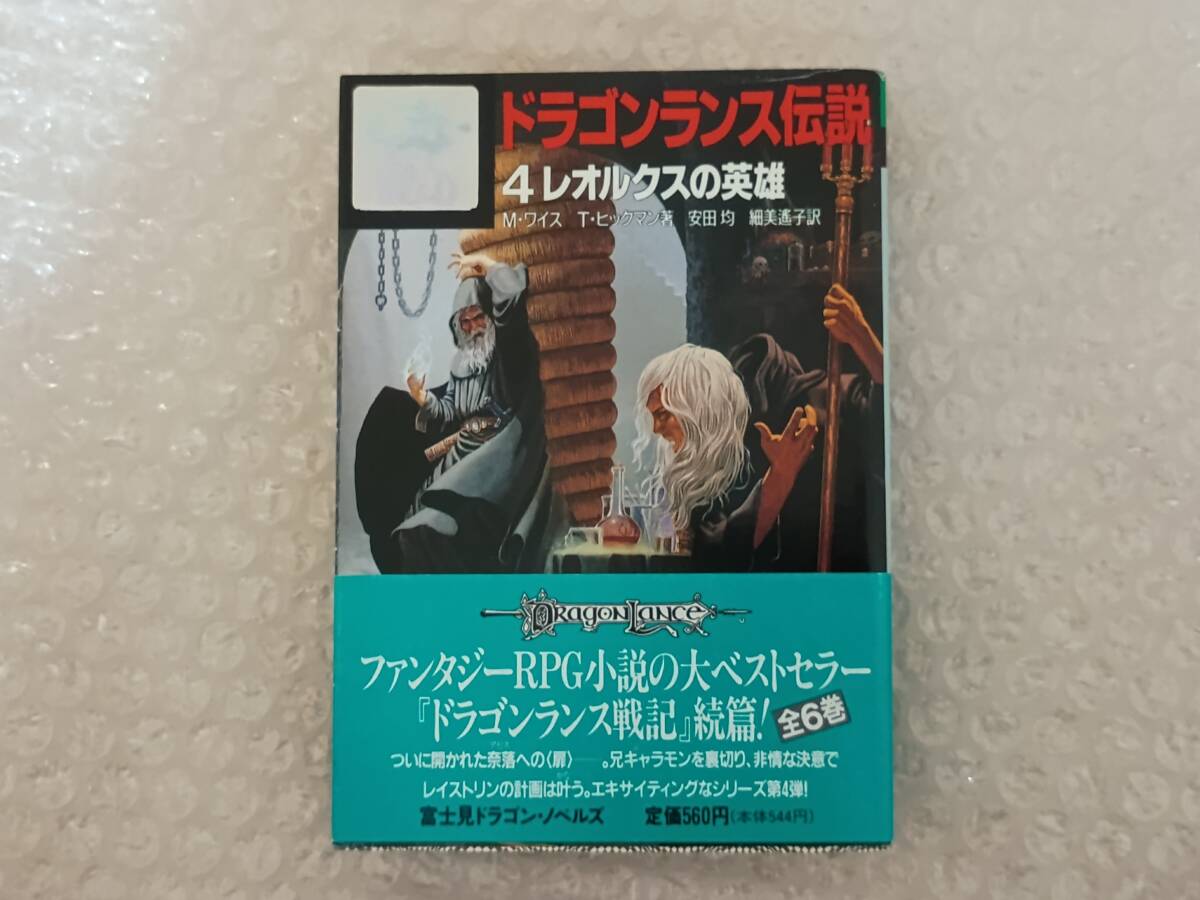 ドラゴンランス伝説
4 レオルクスの英雄
M・ワイス T・ヒックマン著 安田均 細美遙子訳
DRAGONLANCE
ファンタジーRPG小説の大ベストセラー
『ドラゴンランス戦記』続篇!
全6巻
ついに開かれた奈落への〈扉〉――。兄キャラモンを裏切り、非情な決意で
レイストリンの計画は叶う。エキサイティングなシリーズ第4弾!
富士見ドラゴン・ノベルズ 定価560円(本体544円)